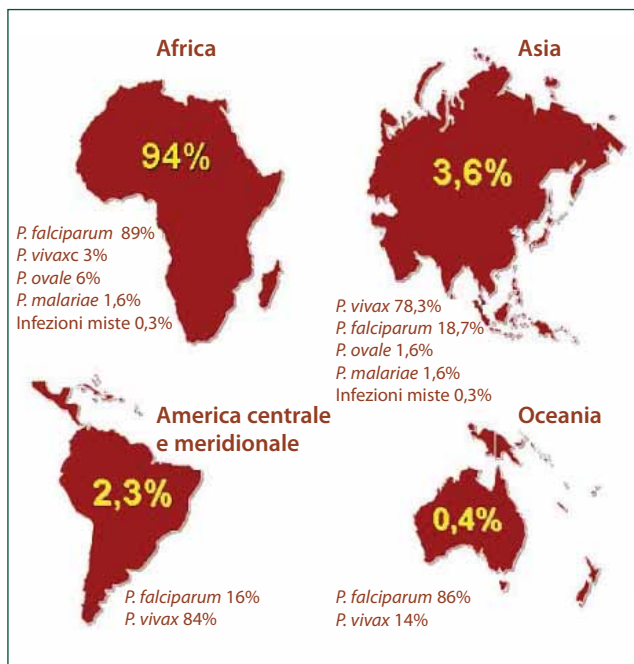 Africa
94%
P. falciparum 89%
P. vivaxc 3%
P. ovale 6%
P. malariae 1,6%
Infezioni miste 0,3%
Asia
3,6%
P. vivax 78,3%
P. falciparum 18,7%
P. ovale 1,6%
P. malariae 1,6%
Infezioni miste 0,3%
America centrale
e meridionale
2,3%
P. falciparum 16%
P. vivax 84%
Oceania
0,4%
P. falciparum 86%
P. vivax 14%